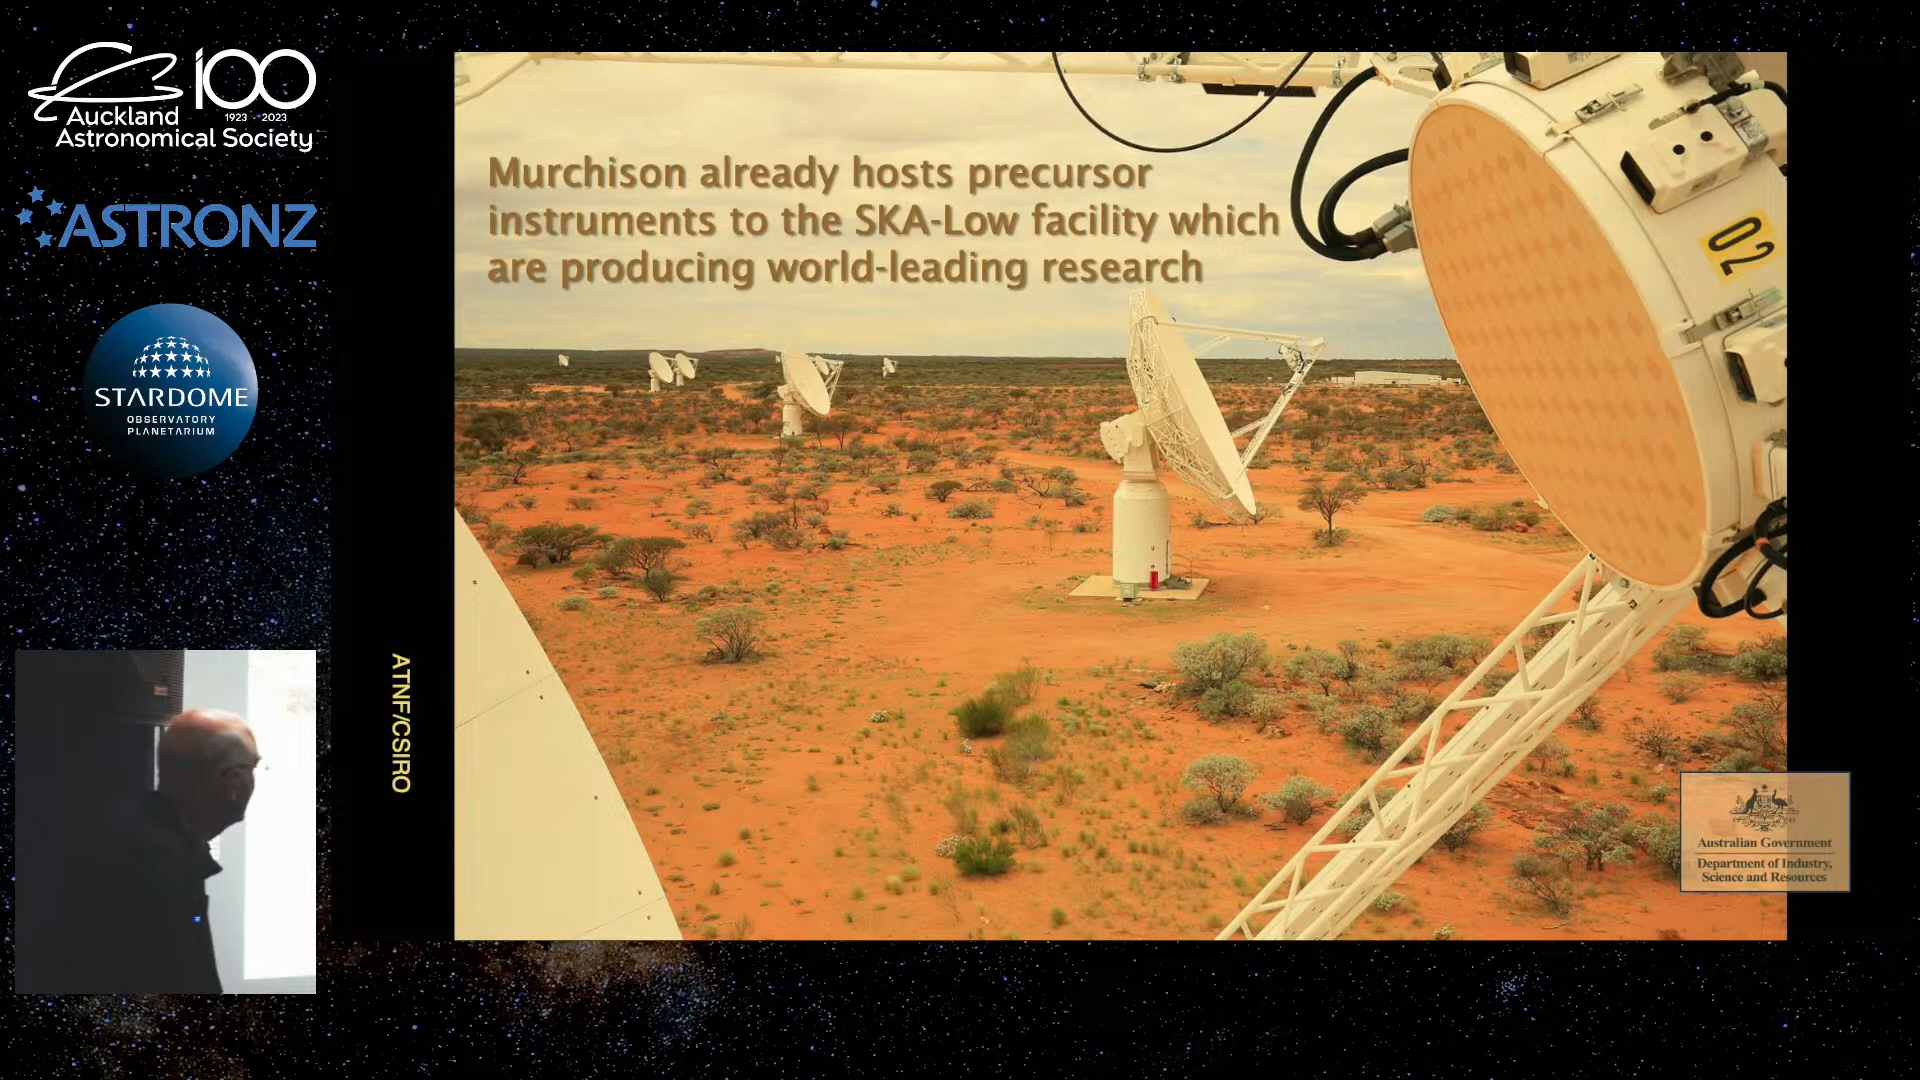 100
1923 - 2023
Auckland
Astronomical Society
ASTRONZ
STARDOME
OBSERVATORY
PLANETARIUM
Murchison already hosts precursor
instruments to the SKA-Low facility which
are producing world-leading research
02
ATNF/CSIRO
Australian Government
Department of Industry,
Science and Resources